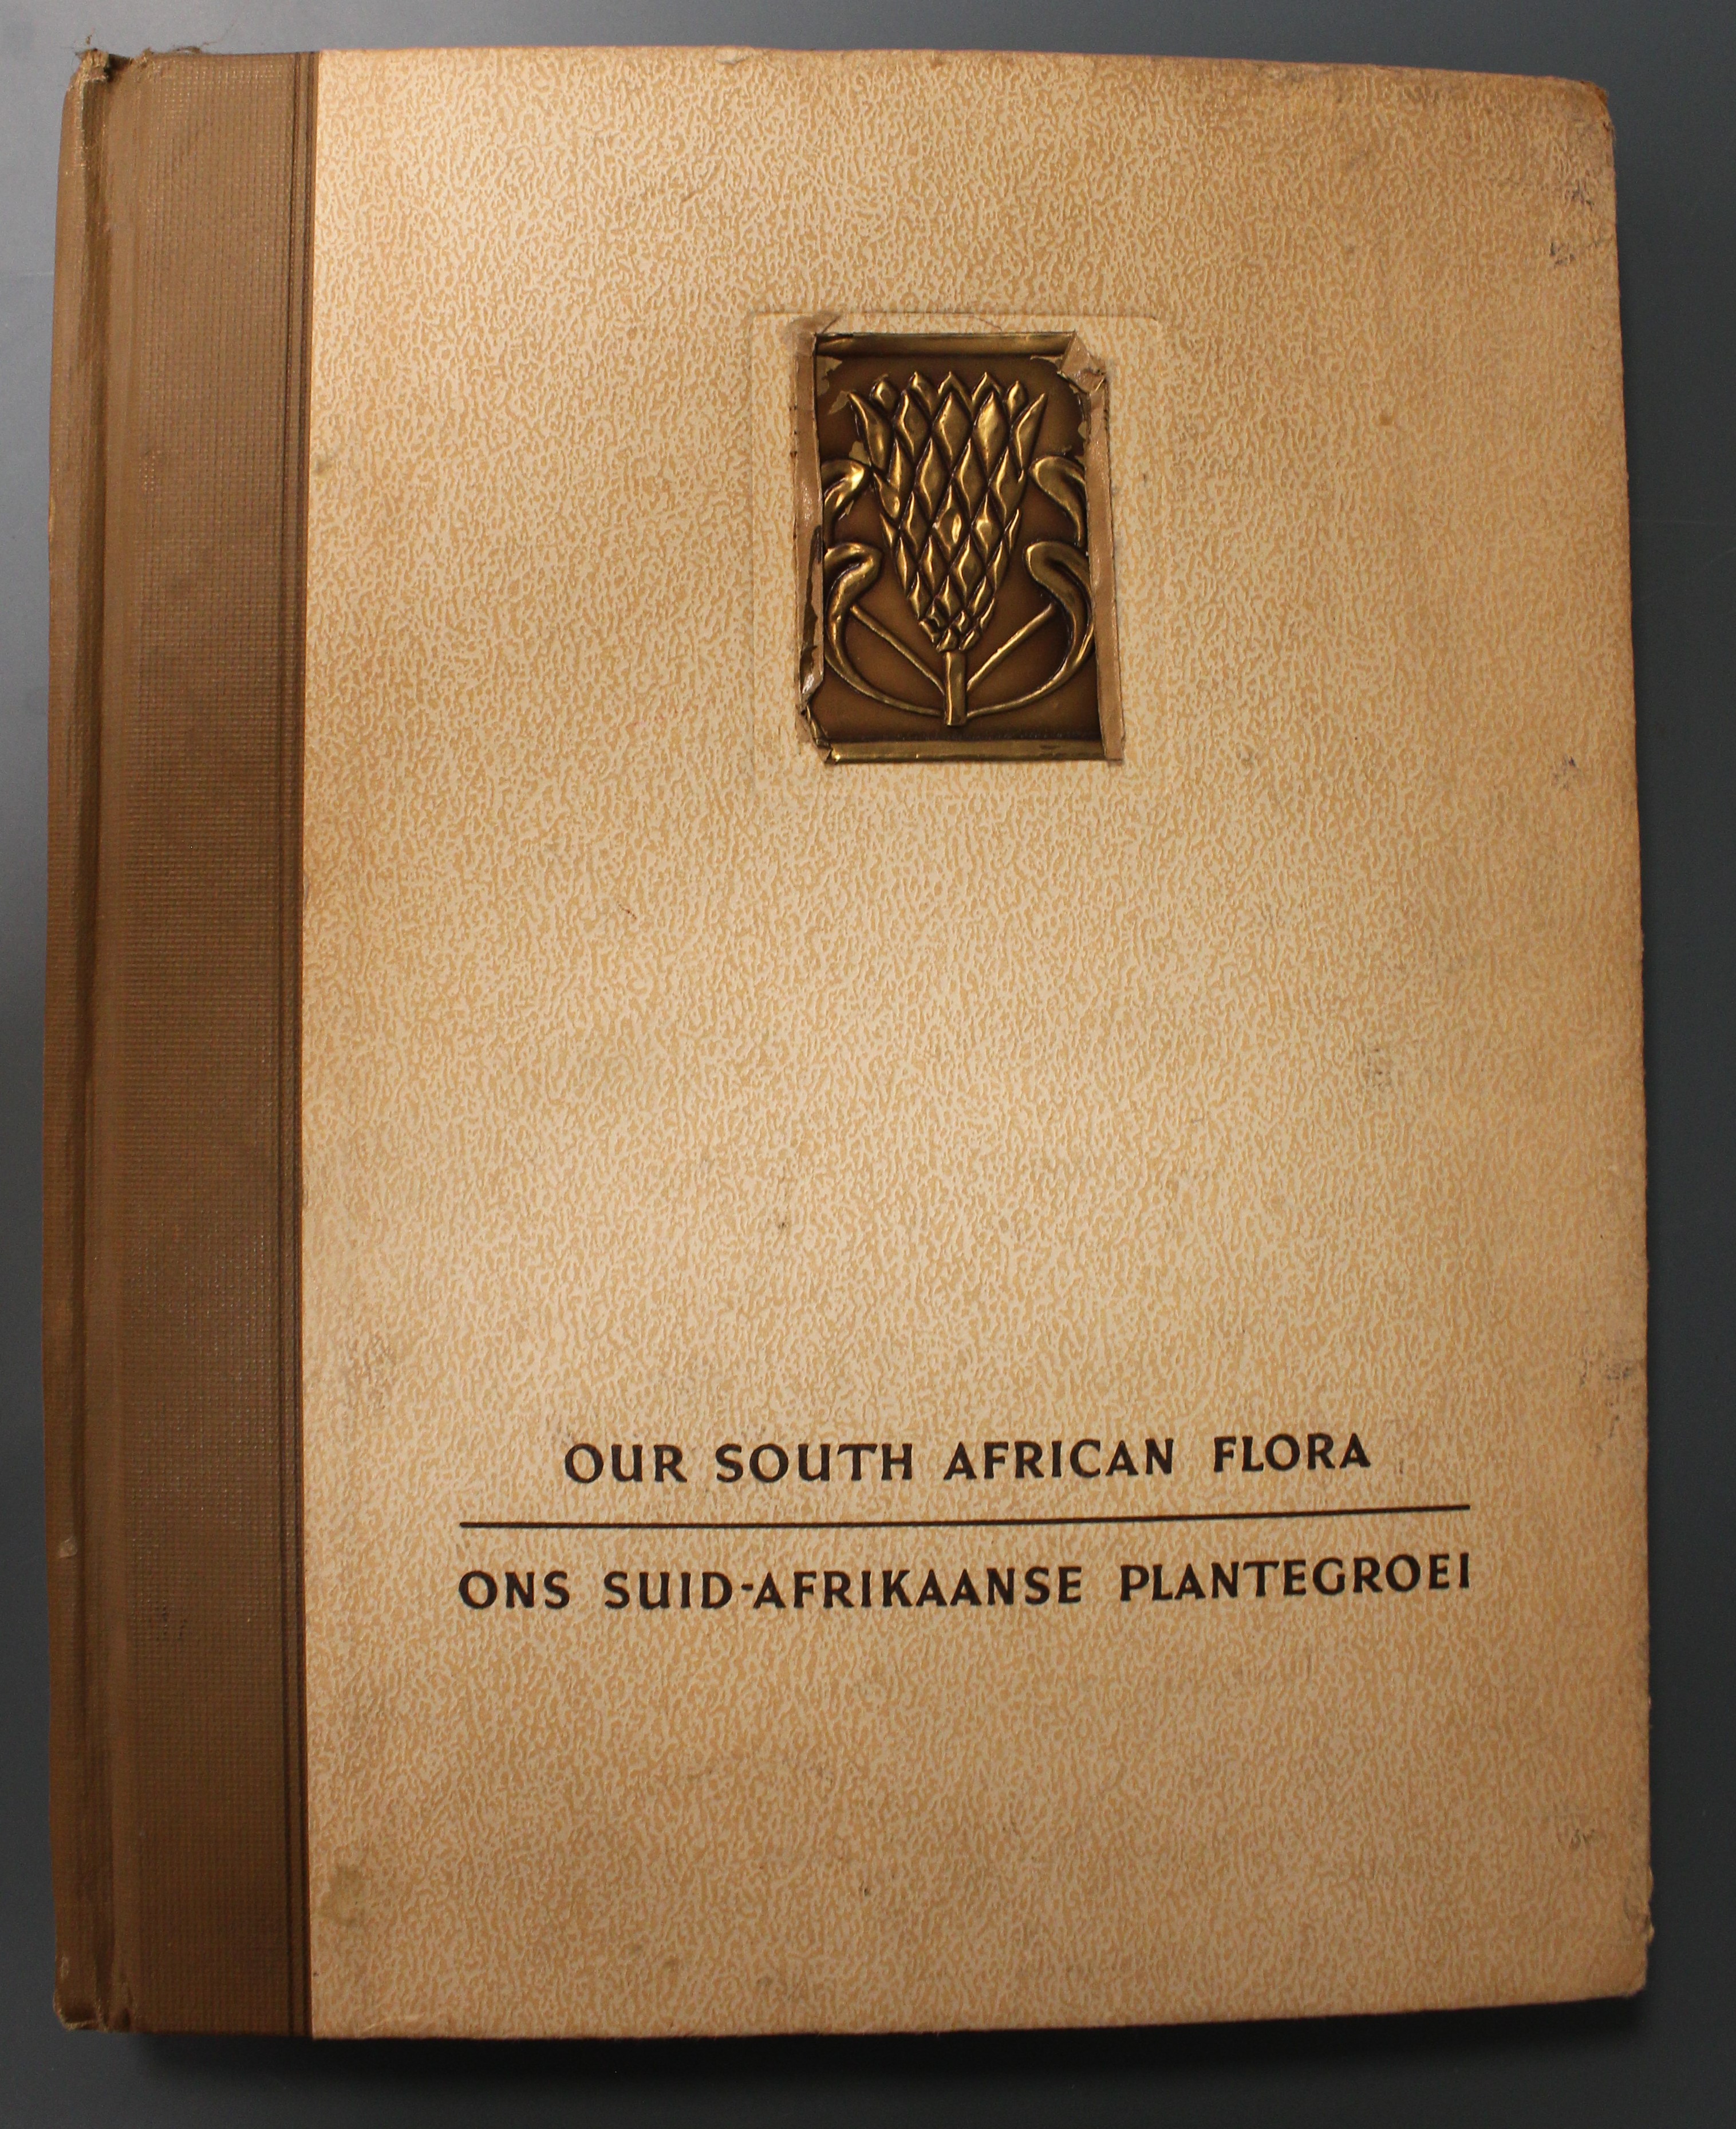 OUR SOUTH AFRICAN FLORA
ONS SUID-AFRIKAANSE PLANTEGROEI